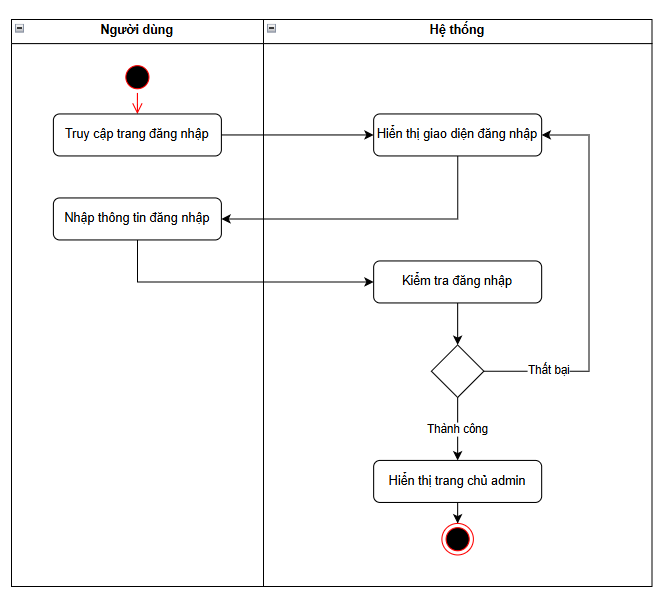 Người dùng
Hệ thống
Truy cập trang đăng nhập
Hiển thị giao diện đăng nhập
Nhập thông tin đăng nhập
Kiểm tra đăng nhập
Thất bại
Thành công
Hiển thị trang chủ admin